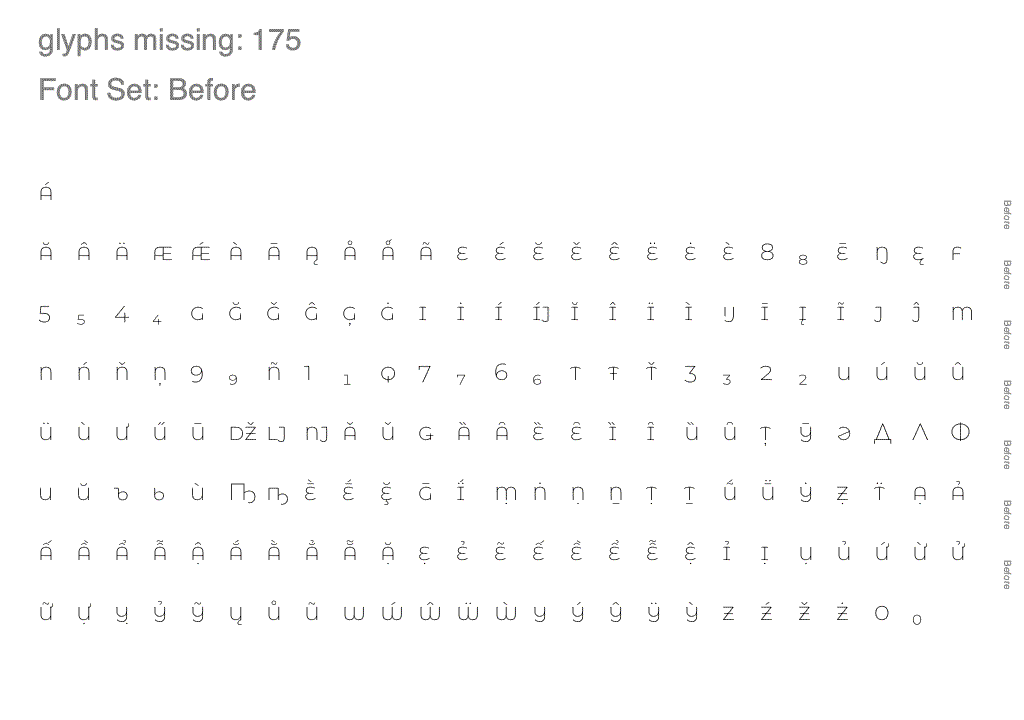 glyphs missing: 175
Font Set: Before
Á
Ă Â Ä Æ Ǽ À Ā Ą Å Ǻ Ã ɛ έ ɛ̆ ɛ̌ ɛ̂ ɛ̈ ɛ̇ ɛ̀ 8 ₈ ɛ̄ Ŋ ɛ̨ ꜰ
5 ₅ 4 ₄ G Ğ Ǧ Ĝ Ģ Ġ I İ Í ÍJ Ĭ Î Ï Ì Ŋ Ī Į Ĩ J Ĵ m
n ń ň ņ 9 ₉ ñ 1 ₁ Q 7 ₇ 6 ₆ T Ŧ Ť 3 ₃ 2 ₂ u ú ŭ û
ü ù ư ű ū DŽ LJ NJ Ǎ ǔ G Ȁ Ȃ ɛ̏ ɛ̑ Ȉ Ȋ ȕ ȗ Ț ȳ ə Д Λ Ф
u ŭ ъ ь ù Ҧ ҧ ɛ̄̀ ɛ̄́ ɛ̧̆ Ḡ Ḯ ṃ ṅ ṇ ṉ Ṭ Ṯ ṹ ṻ ẏ Ẓ T̈ Ạ Ả
Ấ Ầ Ẩ Ẫ Ậ Ắ Ằ Ẳ Ẵ Ặ ɛ̣ ɛ̉ ɛ̃ ɛ̂́ ɛ̂̀ ɛ̂̉ ɛ̂̃ ɛ̣̂ Ỉ Ị ụ ủ ứ ừ ử
ữ ự ỵ ỷ ỹ ų ů ũ w ẃ ŵ ẅ ẁ y ý ŷ ÿ ỳ z ź ž ż 0 ₀
Before
Before
Before
Before
Before
Before
Before